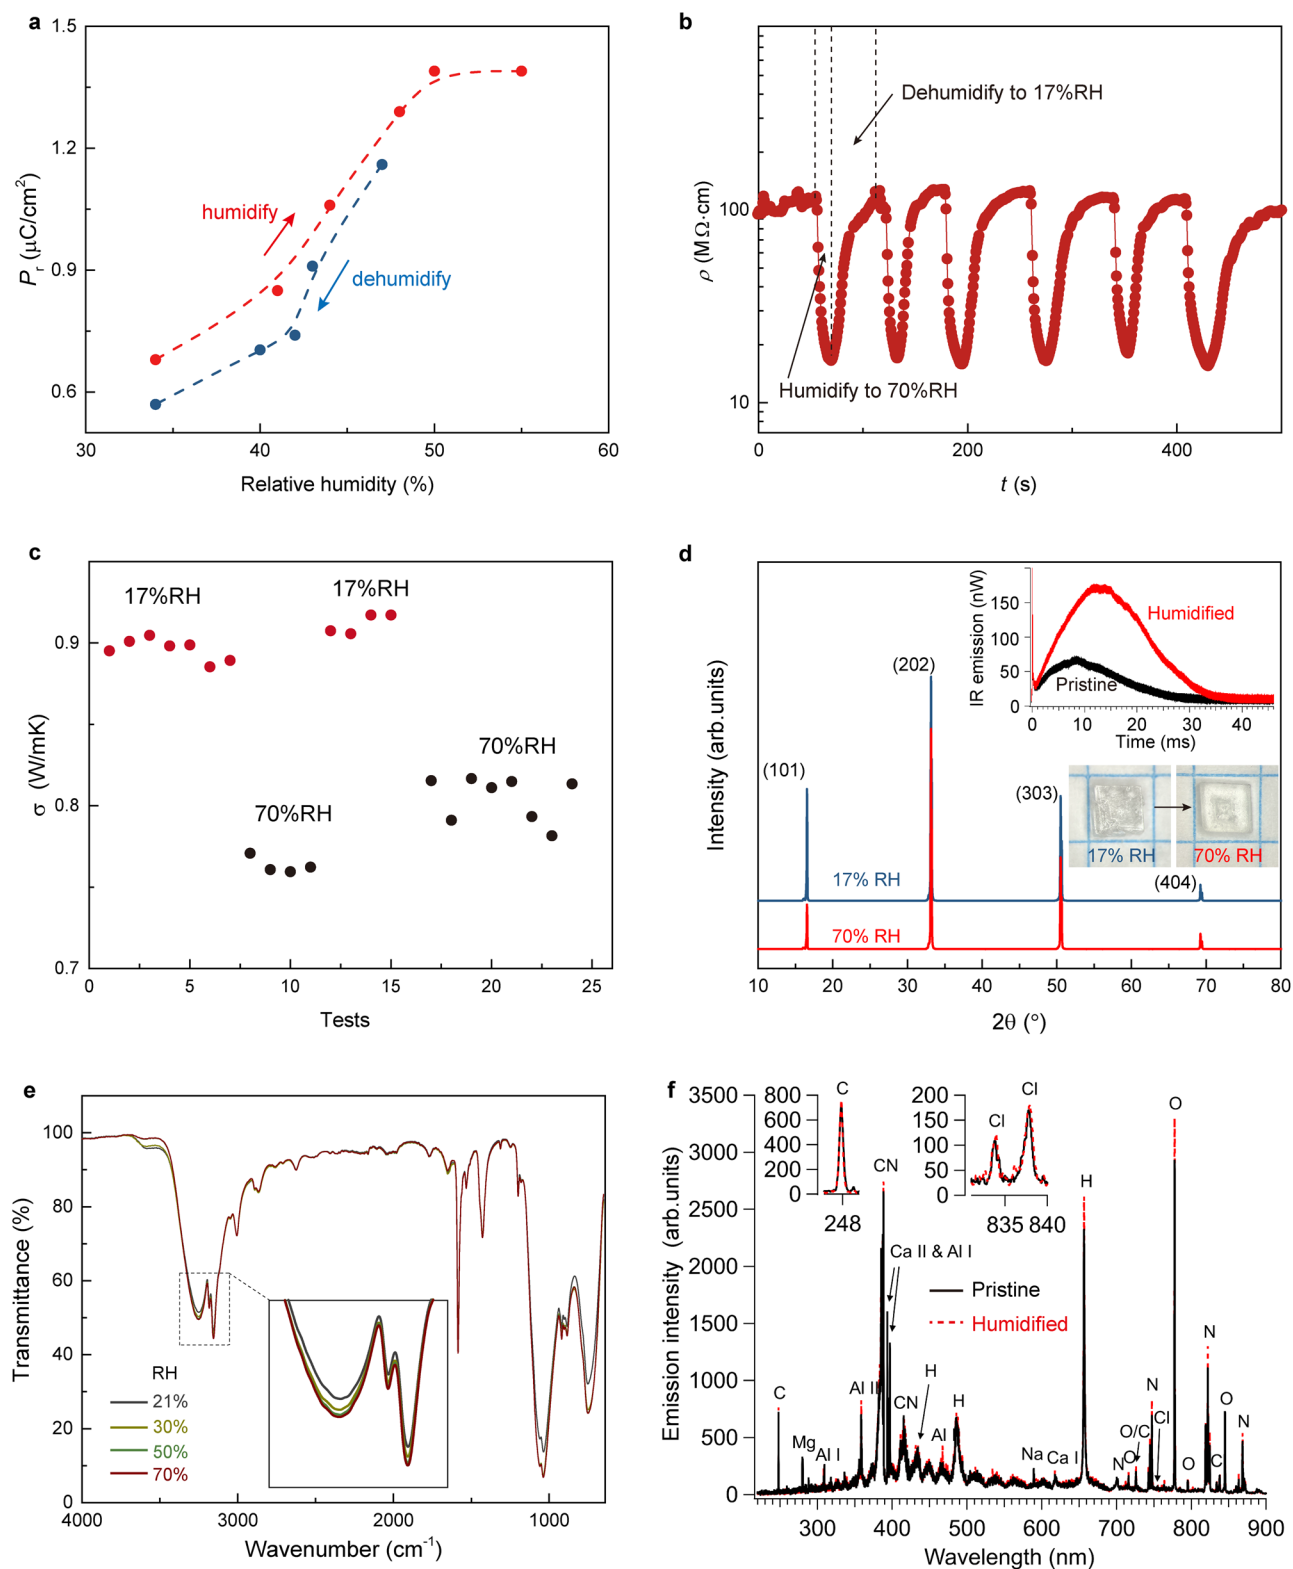 a
1.5
1.2
0.9
0.6
30
40
50
60
Pr (μC/cm2)
Relative humidity (%)
humidify
dehumidify
b
100
10
0
200
400
ρ (MΩ·cm)
t (s)
Dehumidify to 17%RH
Humidify to 70%RH
c
0.9
0.8
0.7
0
5
10
15
20
25
σ (W/mK)
Tests
17%RH
17%RH
70%RH
70%RH
d
Intensity (arb.units)
10
20
30
40
50
60
70
80
2θ (°)
(101)
(202)
(303)
(404)
17% RH
70% RH
IR emission (nW)
150
100
50
0
0
10
20
30
40
Time (ms)
Humidified
Pristine
17% RH
70% RH
e
100
80
60
40
20
0
4000
3000
2000
1000
Transmittance (%)
Wavenumber (cm-1)
RH
21%
30%
50%
70%
f
3500
3000
2500
2000
1500
1000
500
0
300
400
500
600
700
800
900
Emission intensity (arb.units)
Wavelength (nm)
800
600
400
200
0
C
248
200
150
100
50
0
Cl
Cl
835 840
Pristine
Humidified
C
Mg
Al I
Al II
CN
Ca II & Al I
CN
H
Al
H
Na
Ca I
H
N
O
O/C
N
Cl
O
O
N
C
O
N